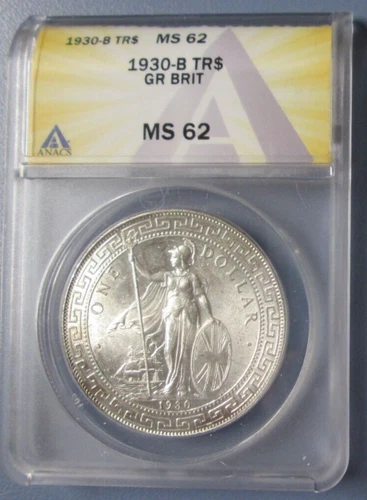 1930-B TR$ MS 62
1930-B TR$
GR BRIT
MS 62
ANACS
ONE DOLLAR
1930